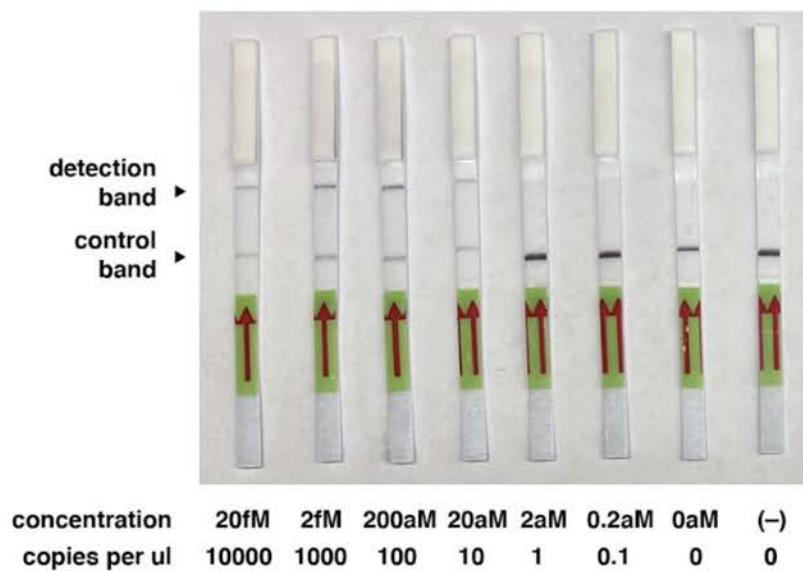 detection
band
control
band
concentration 20fM 2fM 200aM 20aM 2aM 0.2aM 0aM (–)
copies per ul 10000 1000 100 10 1 0.1 0 0